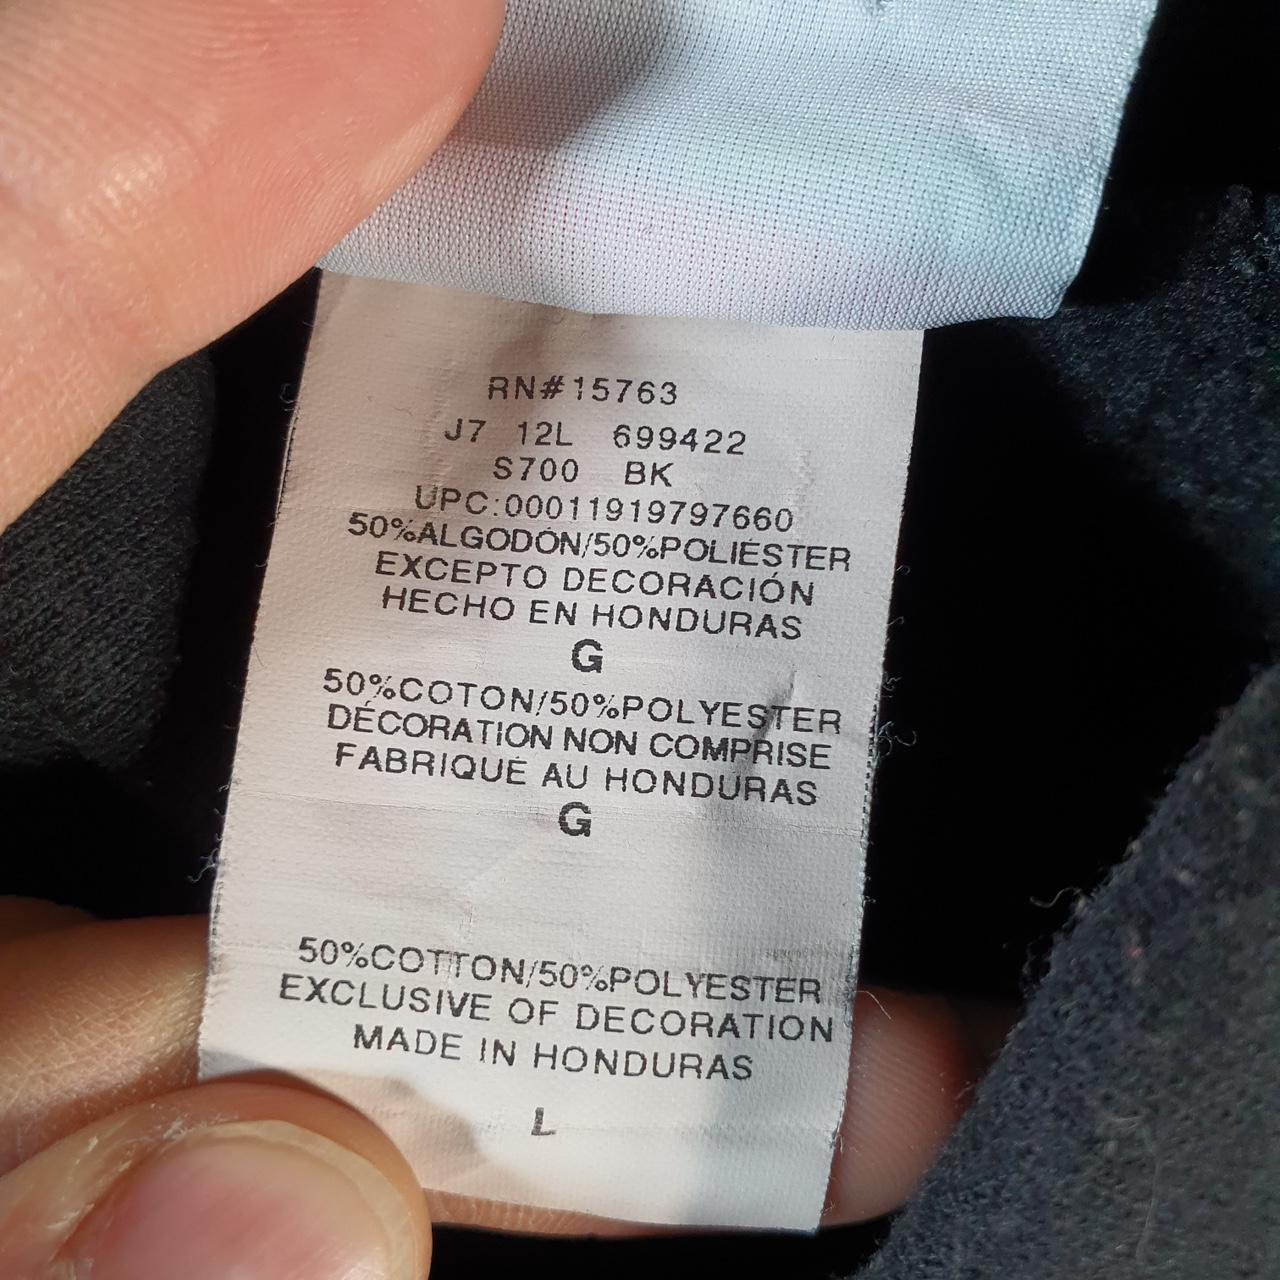 RN#15763
J7 12L 699422
S700 BK
UPC:00011919797660
50%ALGODÓN/50%POLIÉSTER
EXCEPTO DECORACIÓN
HECHO EN HONDURAS
G
50%COTON/50%POLYESTER
DÉCORATION NON COMPRISE
FABRIQUÉ AU HONDURAS
G
50%COTTON/50%POLYESTER
EXCLUSIVE OF DECORATION
MADE IN HONDURAS
L